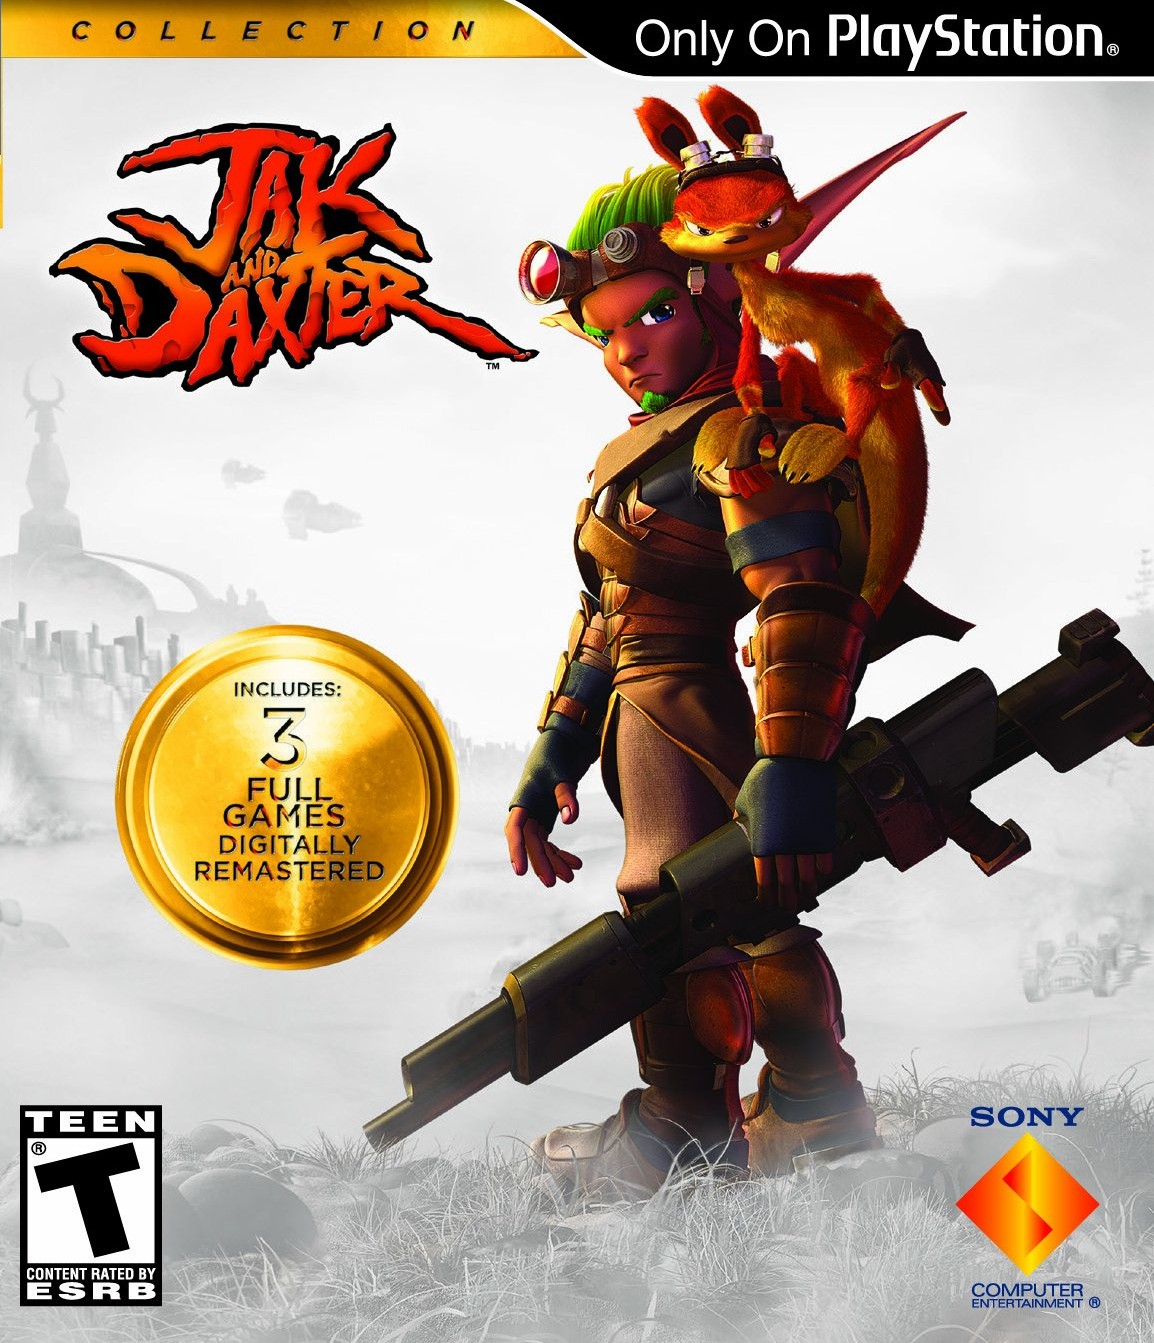 COLLECTION
Only On PlayStation®
JAK
AND
DAXTER
™
INCLUDES:
3
FULL
GAMES
DIGITALLY
REMASTERED
TEEN
®
T
CONTENT RATED BY
ESRB
SONY
COMPUTER
ENTERTAINMENT ®